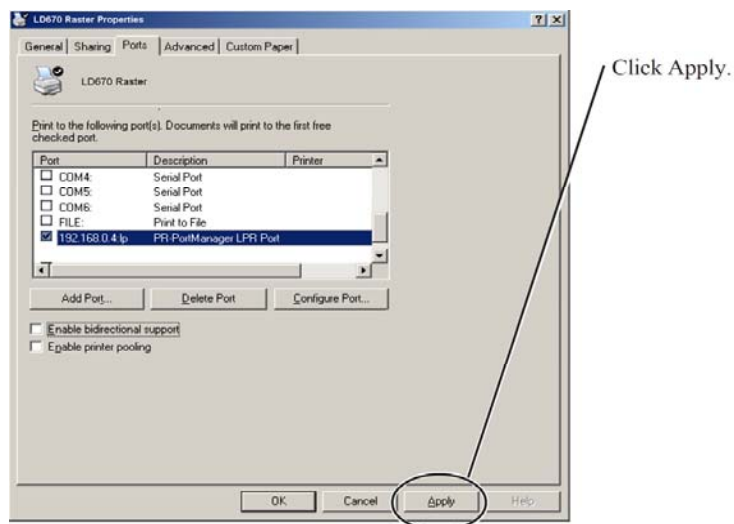 LD670 Raster Properties
? X
General Sharing Ports Advanced Custom Paper
LD670 Raster
Click Apply.
Print to the following port(s). Documents will print to the first free
checked port.
Port Description Printer
COM4: Serial Port
COM5: Serial Port
COM6: Serial Port
FILE: Print to File
192.168.0.4:lp PR-PortManager LPR Port
Add Port... Delete Port Configure Port...
Enable bidirectional support
Enable printer pooling
OK Cancel Apply Help